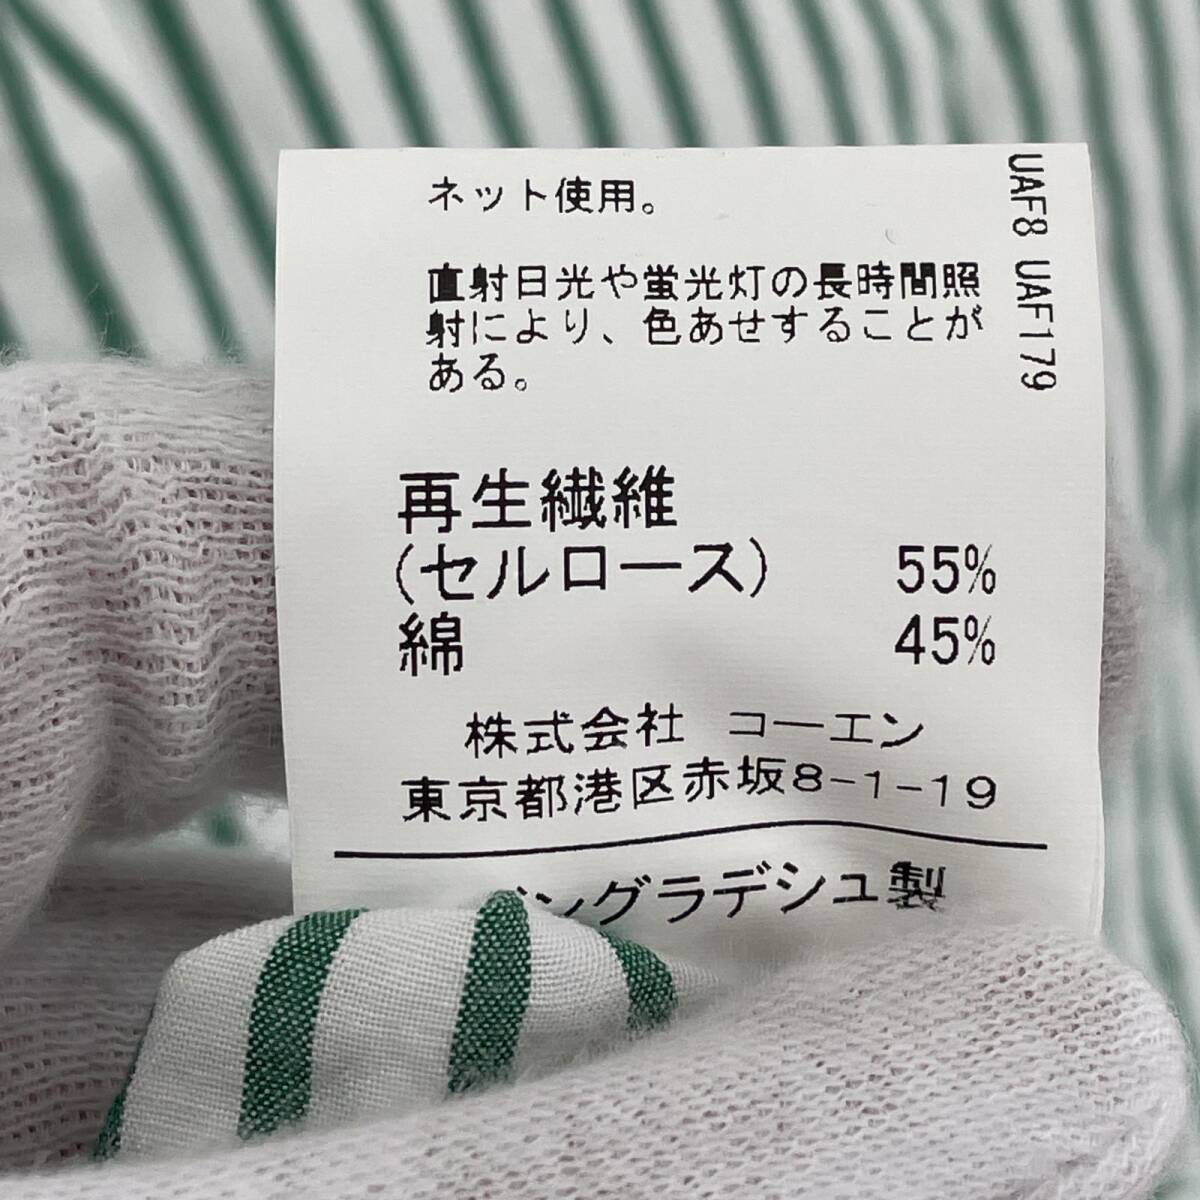 ネット使用。
直射日光や蛍光灯の長時間照
射により、色あせすることが
ある。
再生繊維
(セルロース) 55%
綿 45%
株式会社 コーエン
東京都港区赤坂8-1-19
バングラデシュ製
UAF8 UAF179